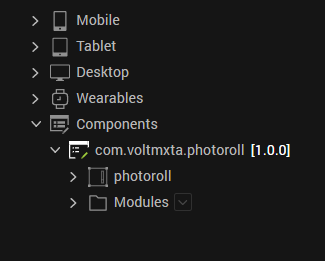 Mobile
Tablet
Desktop
Wearables
Components
com.voltmxta.photoroll [1.0.0]
photoroll
Modules